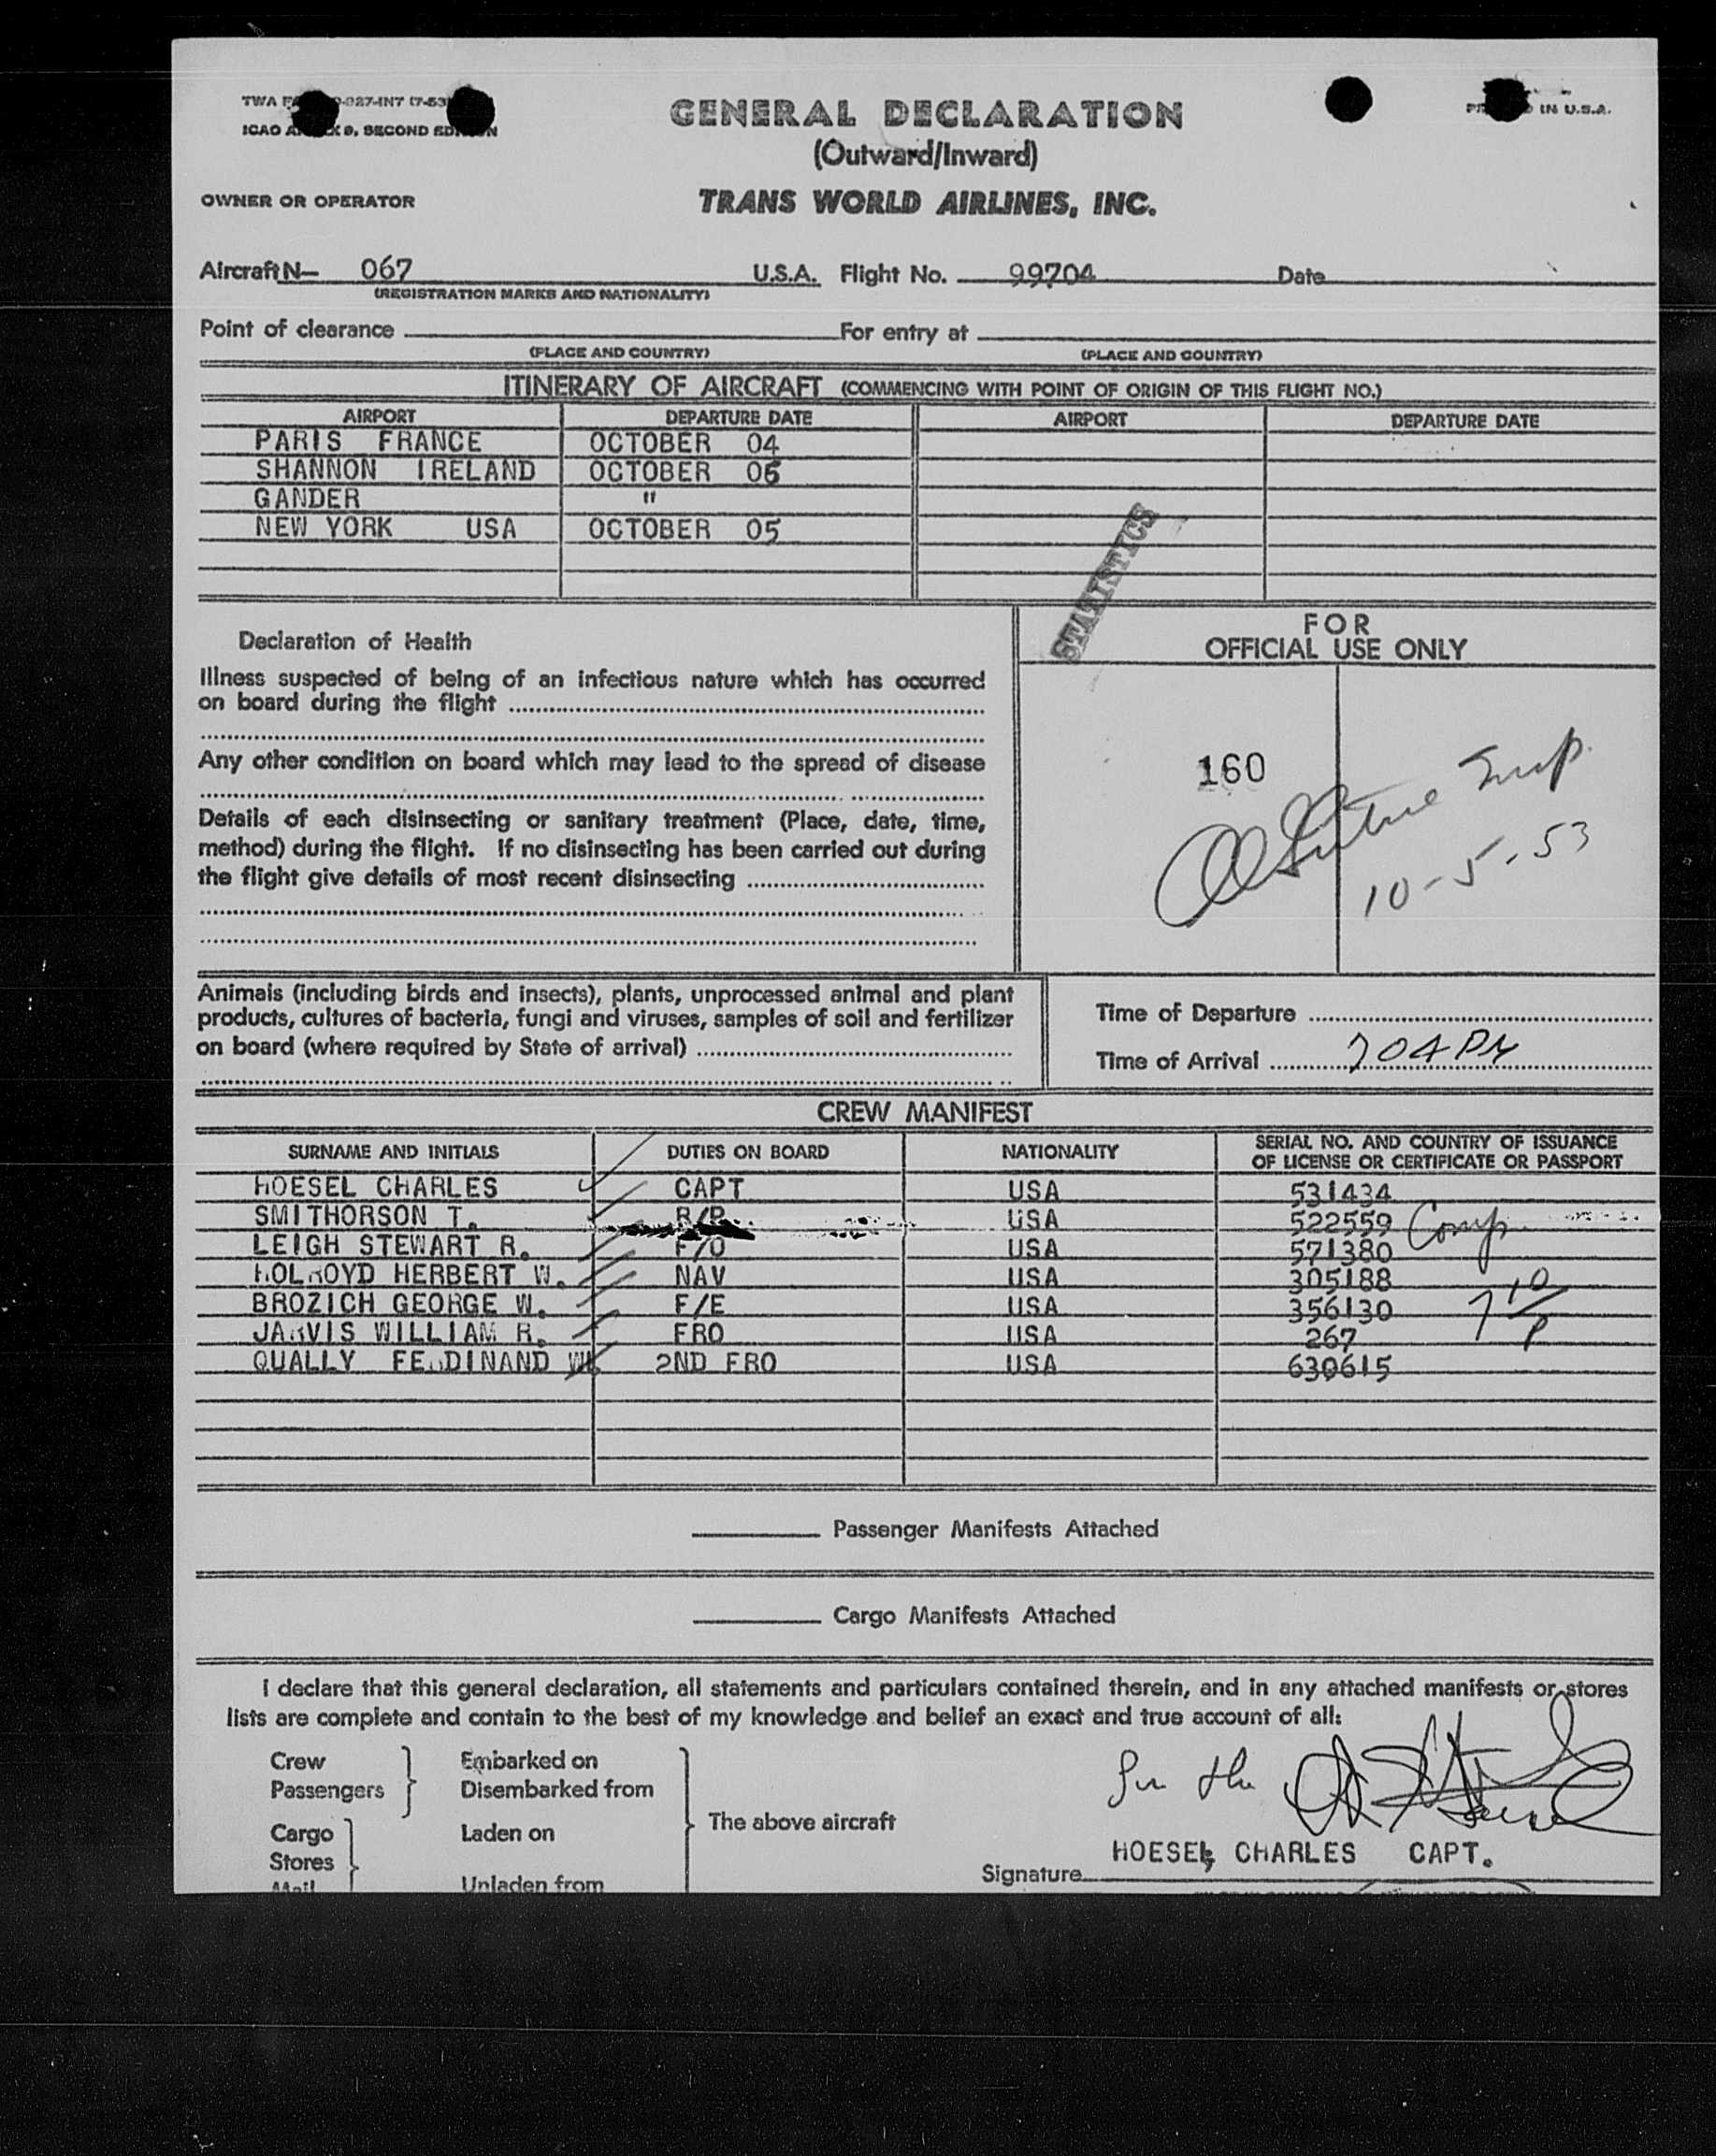 GENERAL DECLARATION
(Outward/Inward)
ICAO SECOND
IN U.S.A.
OWNER OR OPERATOR
TRANS WORLD AIRLINES, INC.
Aircraft N— 067 U.S.A. Flight No. 99704 Date
(REGISTRATION MARKS AND NATIONALITY)
Point of clearance For entry at
(PLACE AND COUNTRY) (PLACE AND COUNTRY)
ITINERARY OF AIRCRAFT (COMMENCING WITH POINT OF ORIGIN OF THIS FLIGHT NO.)
AIRPORT DEPARTURE DATE AIRPORT DEPARTURE DATE
PARIS FRANCE OCTOBER 04
SHANNON IRELAND OCTOBER
GANDER "
NEW YORK USA OCTOBER 05
STATISTICS
Declaration of Health
Illness suspected of being of an infectious nature which has occurred
on board during the flight
Any other condition on board which may lead to the spread of disease
Details of each disinsecting or sanitary treatment (Place, date, time,
method) during the flight. If no disinsecting has been carried out during
the flight give details of most recent disinsecting
FOR
OFFICIAL USE ONLY
160
10-5-53
Animals (including birds and insects), plants, unprocessed animal and plant
products, cultures of bacteria, fungi and viruses, samples of soil and fertilizer
on board (where required by State of arrival)
Time of Departure
Time of Arrival 704 PM
CREW MANIFEST
SURNAME AND INITIALS DUTIES ON BOARD NATIONALITY SERIAL NO. AND COUNTRY OF ISSUANCE
OF LICENSE OR CERTIFICATE OR PASSPORT
HOESEL CHARLES CAPT USA 531434
SMITHORSON T. USA 522559
LEIGH STEWART R. F/O USA 571380
HOLROYD HERBERT W. NAV USA 305188
BROZICH GEORGE W. F/E USA 356130
JARVIS WILLIAM R. FRO USA 267
QUALLY FERDINAND W 2ND FRO USA 630615
Passenger Manifests Attached
Cargo Manifests Attached
I declare that this general declaration, all statements and particulars contained therein, and in any attached manifests or stores
lists are complete and contain to the best of my knowledge and belief an exact and true account of all:
Crew Embarked on
Passengers Disembarked from
The above aircraft
Cargo Laden on
Stores
Mail Unladen from
HOESEL, CHARLES CAPT.
Signature